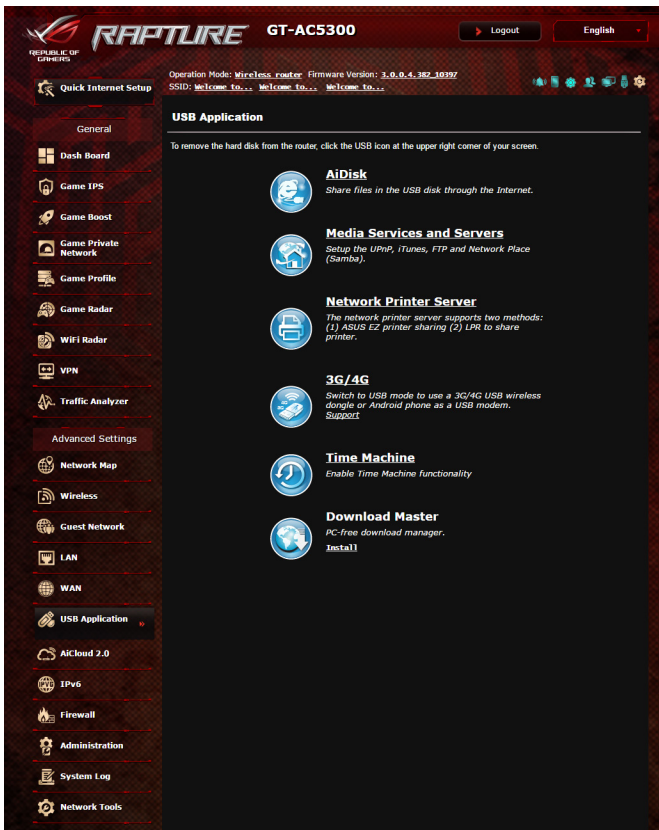 REPUBLIC OF
GAMERS
RAPTURE
GT-AC5300
Logout
English
Quick Internet Setup
Operation Mode: Wireless router Firmware Version: 3.0.0.4.382_10397
SSID: Welcome to... Welcome to... Welcome to...
General
Dash Board
Game IPS
Game Boost
Game Private
Network
Game Profile
Game Radar
WiFi Radar
VPN
Traffic Analyzer
Advanced Settings
Network Map
Wireless
Guest Network
LAN
WAN
USB Application
AiCloud 2.0
IPv6
Firewall
Administration
System Log
Network Tools
USB Application
To remove the hard disk from the router, click the USB icon at the upper right corner of your screen.
AiDisk
Share files in the USB disk through the Internet.
Media Services and Servers
Setup the UPnP, iTunes, FTP and Network Place
(Samba).
Network Printer Server
The network printer server supports two methods:
(1) ASUS EZ printer sharing (2) LPR to share
printer.
3G/4G
Switch to USB mode to use a 3G/4G USB wireless
dongle or Android phone as a USB modem.
Support
Time Machine
Enable Time Machine functionality
Download Master
PC-free download manager.
Install